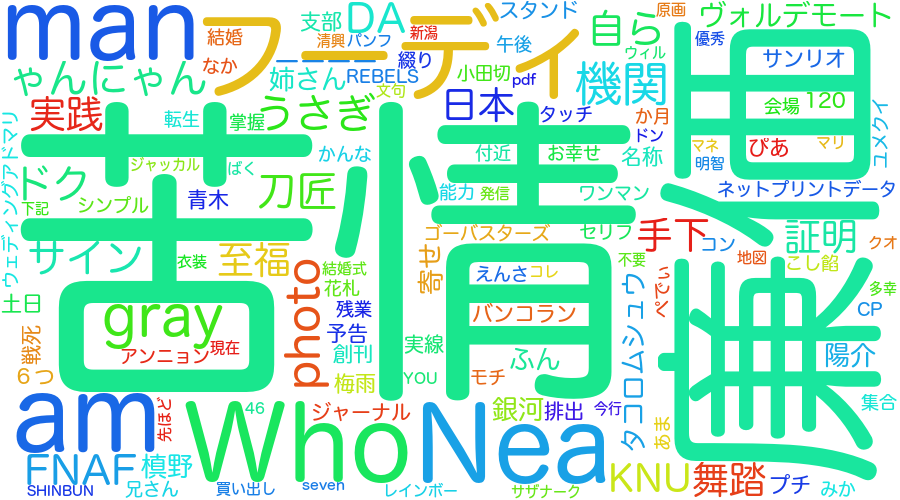 man
フーディ
DA
支部
スタンド
自ら
原画
ヴォルデモート
結婚
清興
パンフ
新潟
ーーーー
午後
ウィル
優秀
サンリオ
なか
綴り
ゃんにゃん
姉さん
REBELS
小田切
pdf
機関
文句
実践
転生
掌握
うさぎ
日本
タッチ
か月
会場
120
ユメクイ
ウェディングアドマリ
ジャッカル
ぱく
かんな
付近
お幸せ
ドン
名称
マネ
明智
ぴあ
マリ
ドク
シンプル
青木
刀匠
能力
発信
ワンマン
ネットプリントデータ
下記
苦情
廉価
サイン
衣装
至福
寄せ
ゴーバスターズ
セリフ
手下
コン
証明
クオ
地図
こし餡
土日
photo
結婚式
花札
えんさ
コレ
不要
ぺでぃ
多幸
gray
残業
予告
創刊
バンコラン
CP
戦死
アンニョン
現在
実線
ふん
タコロムシュウ
陽介
6つ
梅雨
YOU
モチ
am
先ほど
46
Who
ジャーナル
Nea
銀河
排出
今行
あま
集合
FNAF
槙野
KNU
舞踏
プチ
みか
SHINBUN
兄さん
買い出し
seven
レインボー
サザナーク